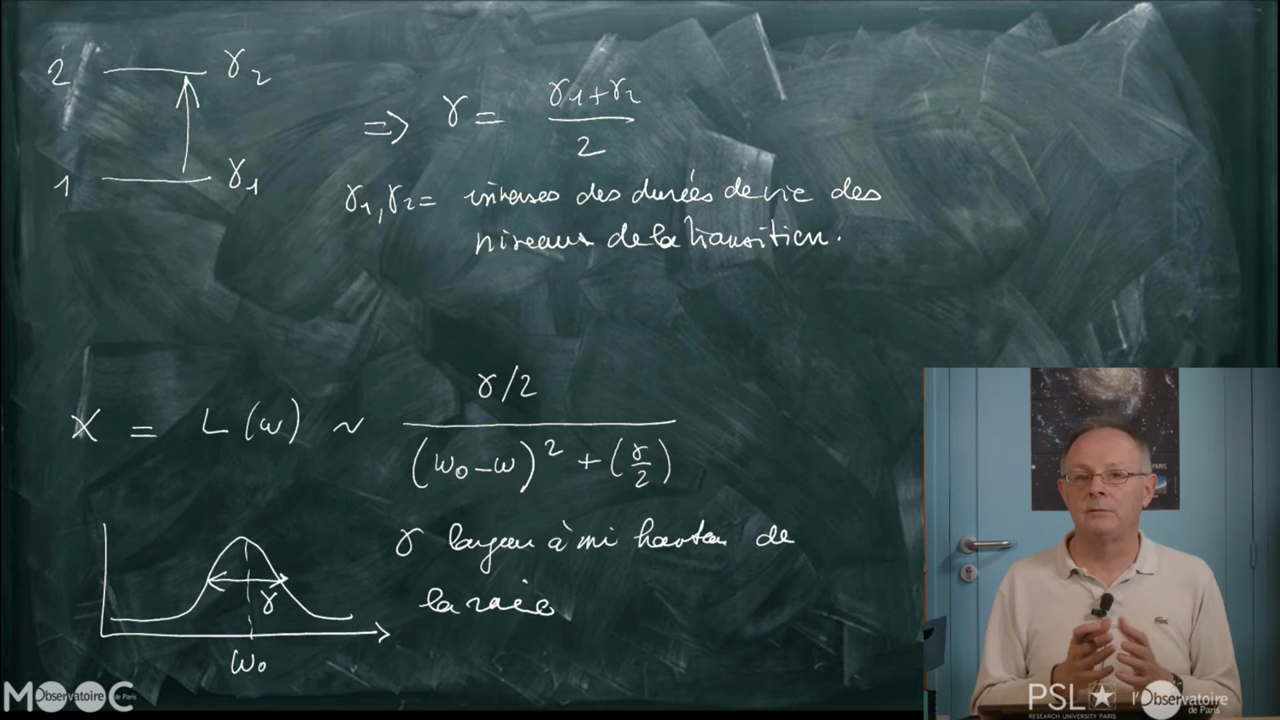 2 γ₂
1 γ₁
=> γ = (γ₁+γ₂)/2
γ₁, γ₂ = inverses des durées de vie des
niveaux de la transition.
X = L(ω) ~ (γ/2)/((ω₀-ω)² + (γ/2))
γ largeur à mi hauteur de
la raie
γ
ω₀
MOOC Observatoire de Paris
PSL
RESEARCH UNIVERSITY PARIS
l'Observatoire
de Paris